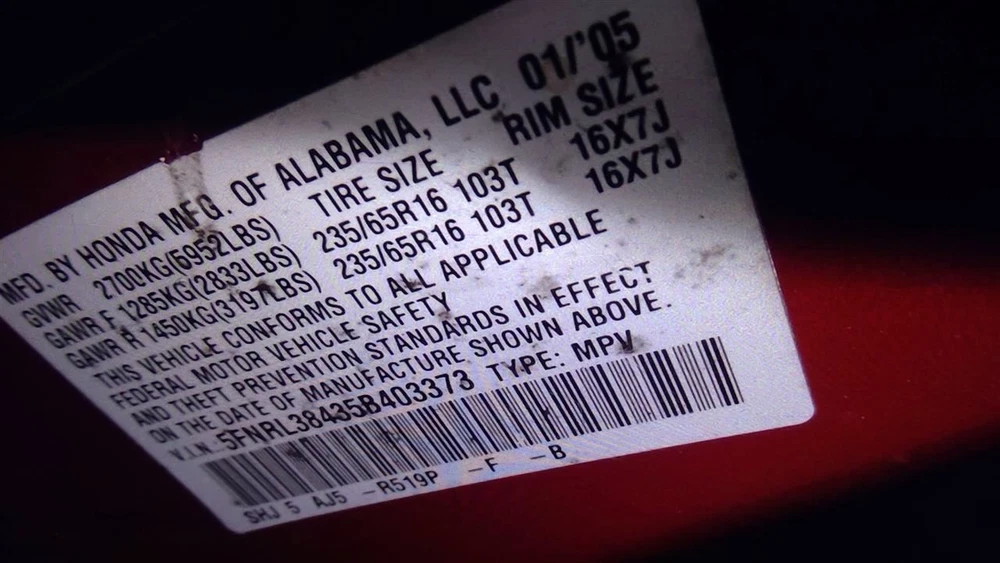 MFD. BY HONDA MFG. OF ALABAMA, LLC 01/'05
GVWR 2700KG(5952LBS) TIRE SIZE RIM SIZE
GAWR F 1285KG(2833LBS) 235/65R16 103T 16X7J
GAWR R 1450KG(3197LBS) 235/65R16 103T 16X7J
THIS VEHICLE CONFORMS TO ALL APPLICABLE
FEDERAL MOTOR VEHICLE SAFETY
AND THEFT PREVENTION STANDARDS IN EFFECT
ON THE DATE OF MANUFACTURE SHOWN ABOVE.
V.I.N. 5FNRL38435B403373 TYPE: MPV
SHJ 5 AJ5 -R519P -F -B